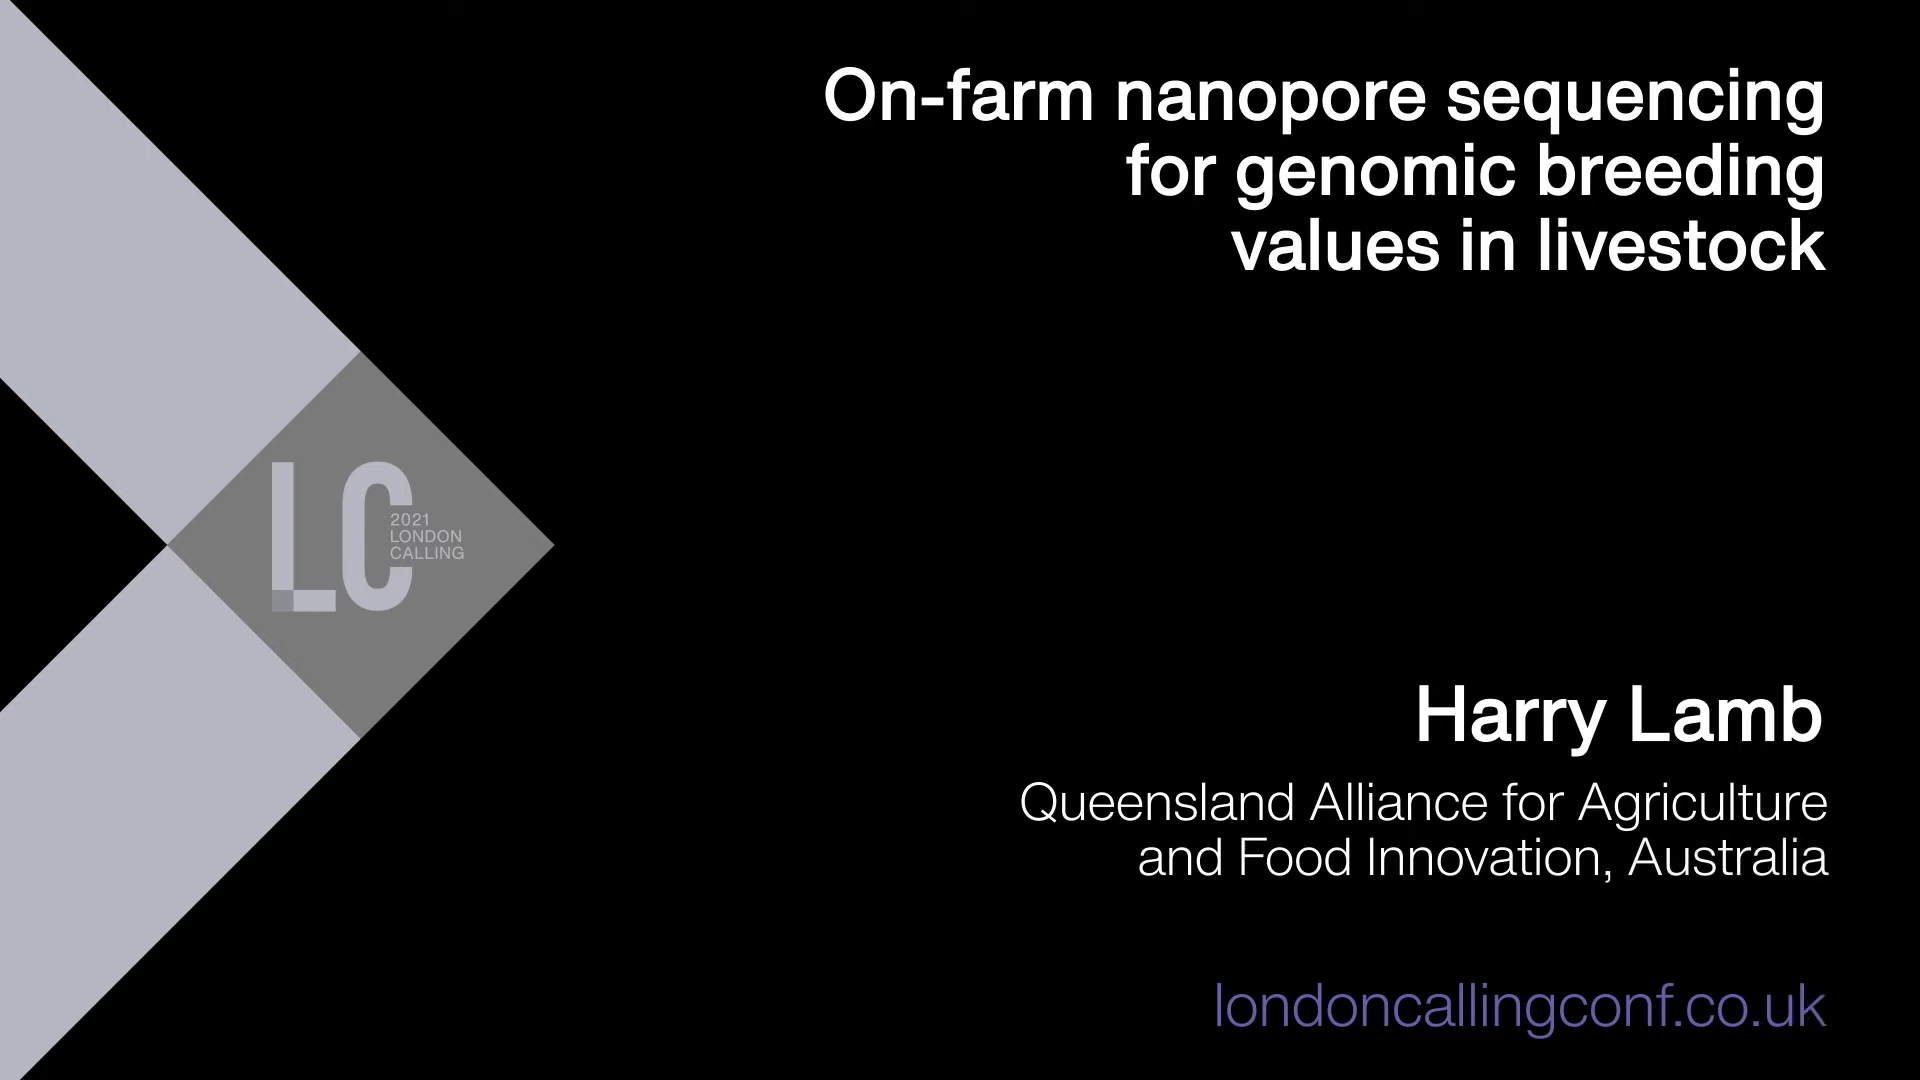 On-farm nanopore sequencing
for genomic breeding
values in livestock
LC
2021
LONDON
CALLING
Harry Lamb
Queensland Alliance for Agriculture
and Food Innovation, Australia
londoncallingconf.co.uk